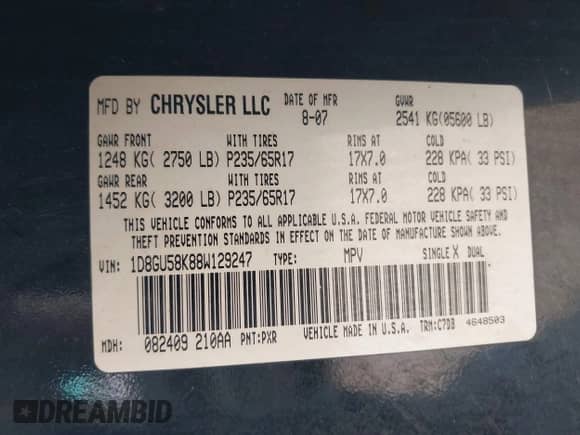 MFD BY CHRYSLER LLC DATE OF MFR GVWR
8-07 2541 KG(05600 LB)
GAWR FRONT WITH TIRES RIMS AT COLD
1248 KG( 2750 LB) P235/65R17 17X7.0 228 KPA( 33 PSI)
GAWR REAR WITH TIRES RIMS AT COLD
1452 KG( 3200 LB) P235/65R17 17X7.0 228 KPA( 33 PSI)
THIS VEHICLE CONFORMS TO ALL APPLICABLE U.S.A. FEDERAL MOTOR VEHICLE SAFETY AND
THEFT PREVENTION STANDARDS IN EFFECT ON THE DATE OF MANUFACTURE SHOWN ABOVE.
VIN: 1D8GU58K88W129247 TYPE: MPV SINGLE X DUAL
MDH: 082409 210AA PNT:PXR VEHICLE MADE IN U.S.A. TRM:C7DB 4648503
DREAMBID